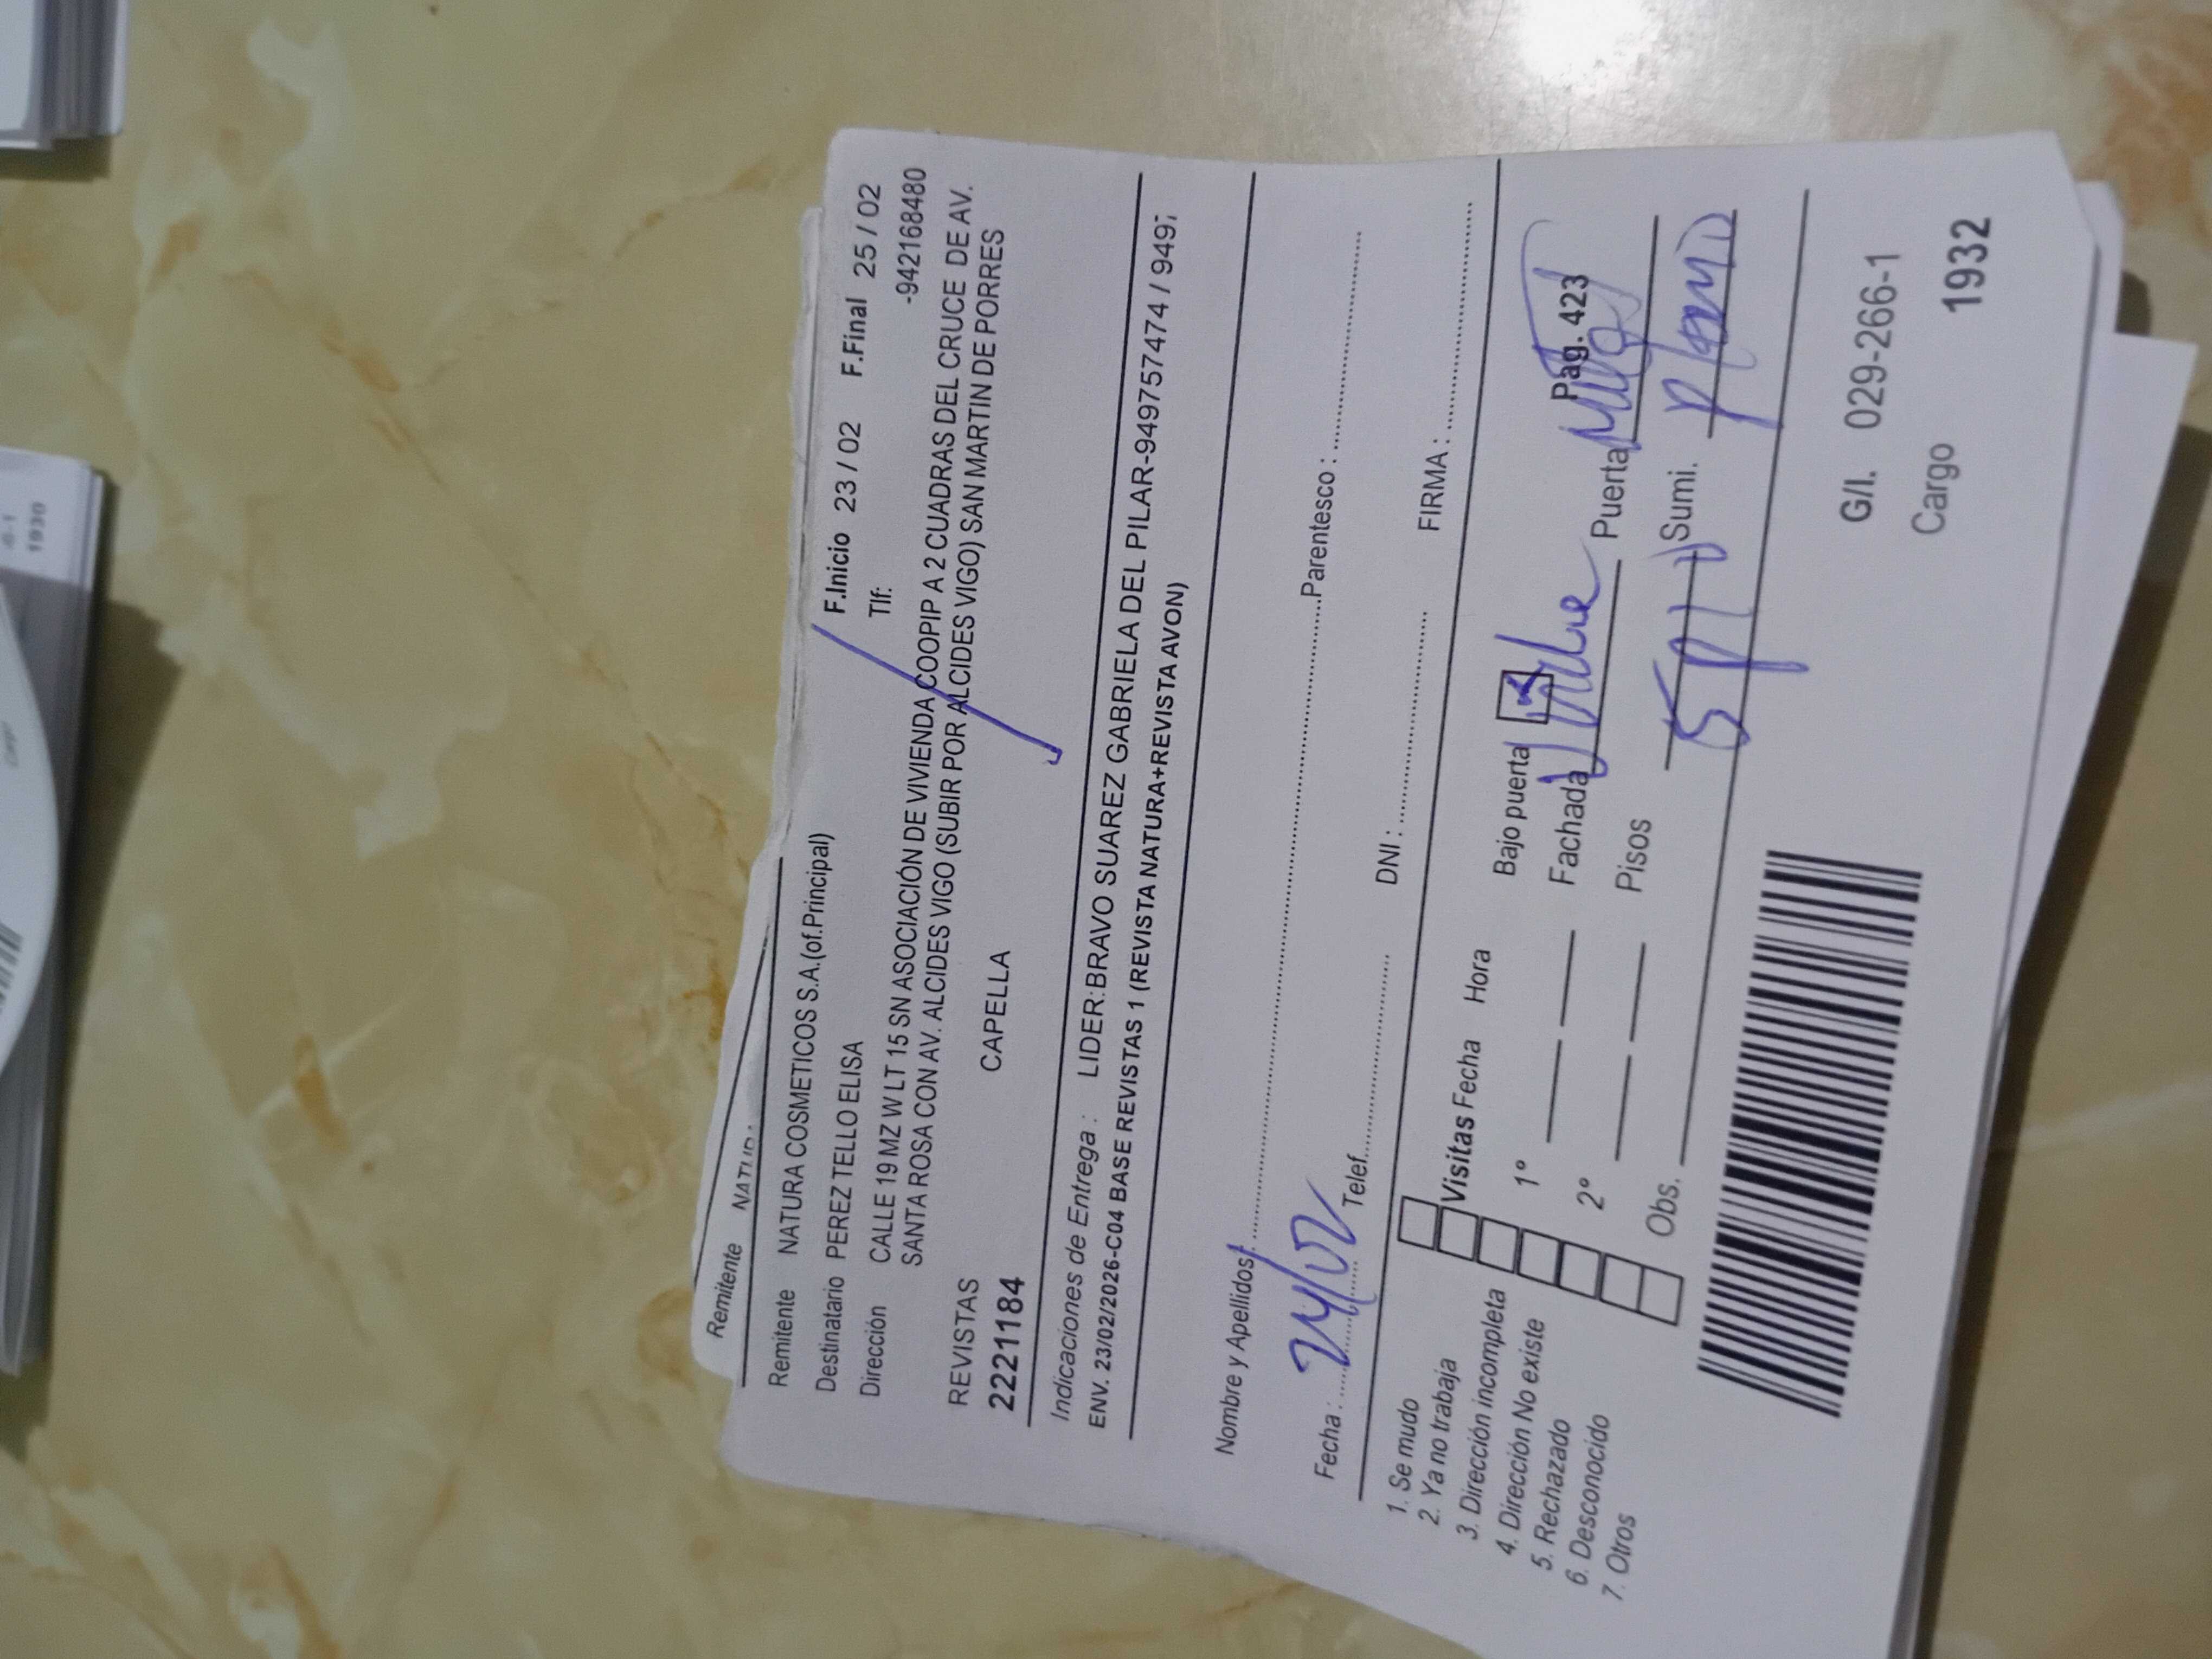 Remitente NATURA
Remitente NATURA COSMETICOS S.A.(of.Principal) F.Inicio 23 / 02 F.Final 25 / 02
Destinatario PEREZ TELLO ELISA Tlf: -942168480
Dirección CALLE 19 MZ W LT 15 SN ASOCIACIÓN DE VIVIENDA COOPIP A 2 CUADRAS DEL CRUCE DE AV.
SANTA ROSA CON AV. ALCIDES VIGO (SUBIR POR ALCIDES VIGO) SAN MARTIN DE PORRES
REVISTAS
2221184 CAPELLA
Indicaciones de Entrega : LIDER:BRAVO SUAREZ GABRIELA DEL PILAR-949757474 / 949
ENV. 23/02/2026-C04 BASE REVISTAS 1 (REVISTA NATURA+REVISTA AVON)
Nombre y Apellidos
Parentesco :
Fecha : 24/02 Telef. DNI : FIRMA :
1. Se mudo
2. Ya no trabaja
3. Dirección incompleta
4. Dirección No existe
5. Rechazado
6. Desconocido
7. Otros
Visitas Fecha Hora
1°
2°
Obs.
Bajo puerta
Pag. 423
Fachada Puerta
Pisos Sumi.
G/I. 029-266-1
Cargo 1932
1930